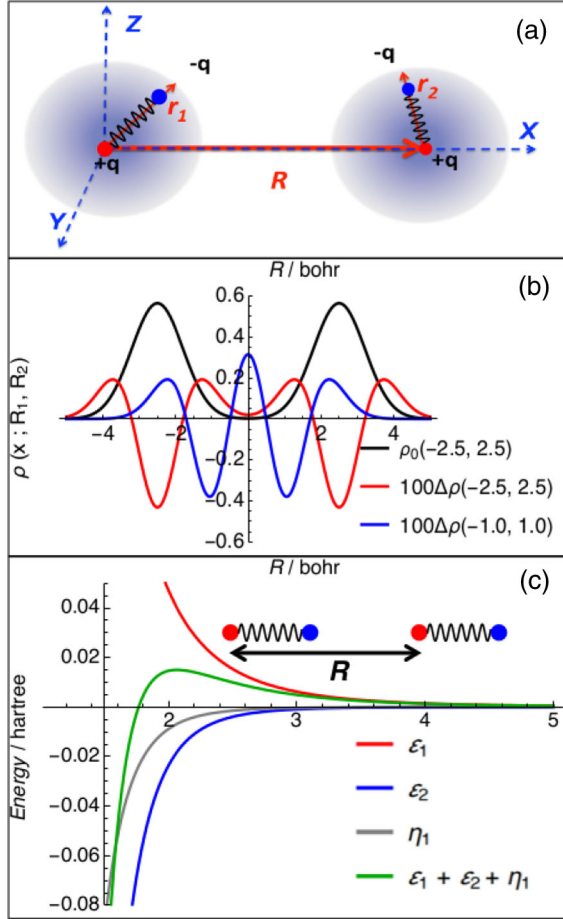 (a)
Z
-q
-q
r1
r2
X
+q
+q
R
Y
R / bohr
(b)
0.6
0.4
0.2
-4
-2
2
4
-0.2
-0.4
-0.6
ρ (x ; R1, R2)
ρ0(−2.5, 2.5)
100Δρ(−2.5, 2.5)
100Δρ(−1.0, 1.0)
R / bohr
(c)
0.04
0.02
R
2
3
4
5
−0.02
−0.04
−0.06
−0.08
Energy / hartree
ε1
ε2
η1
ε1 + ε2 + η1